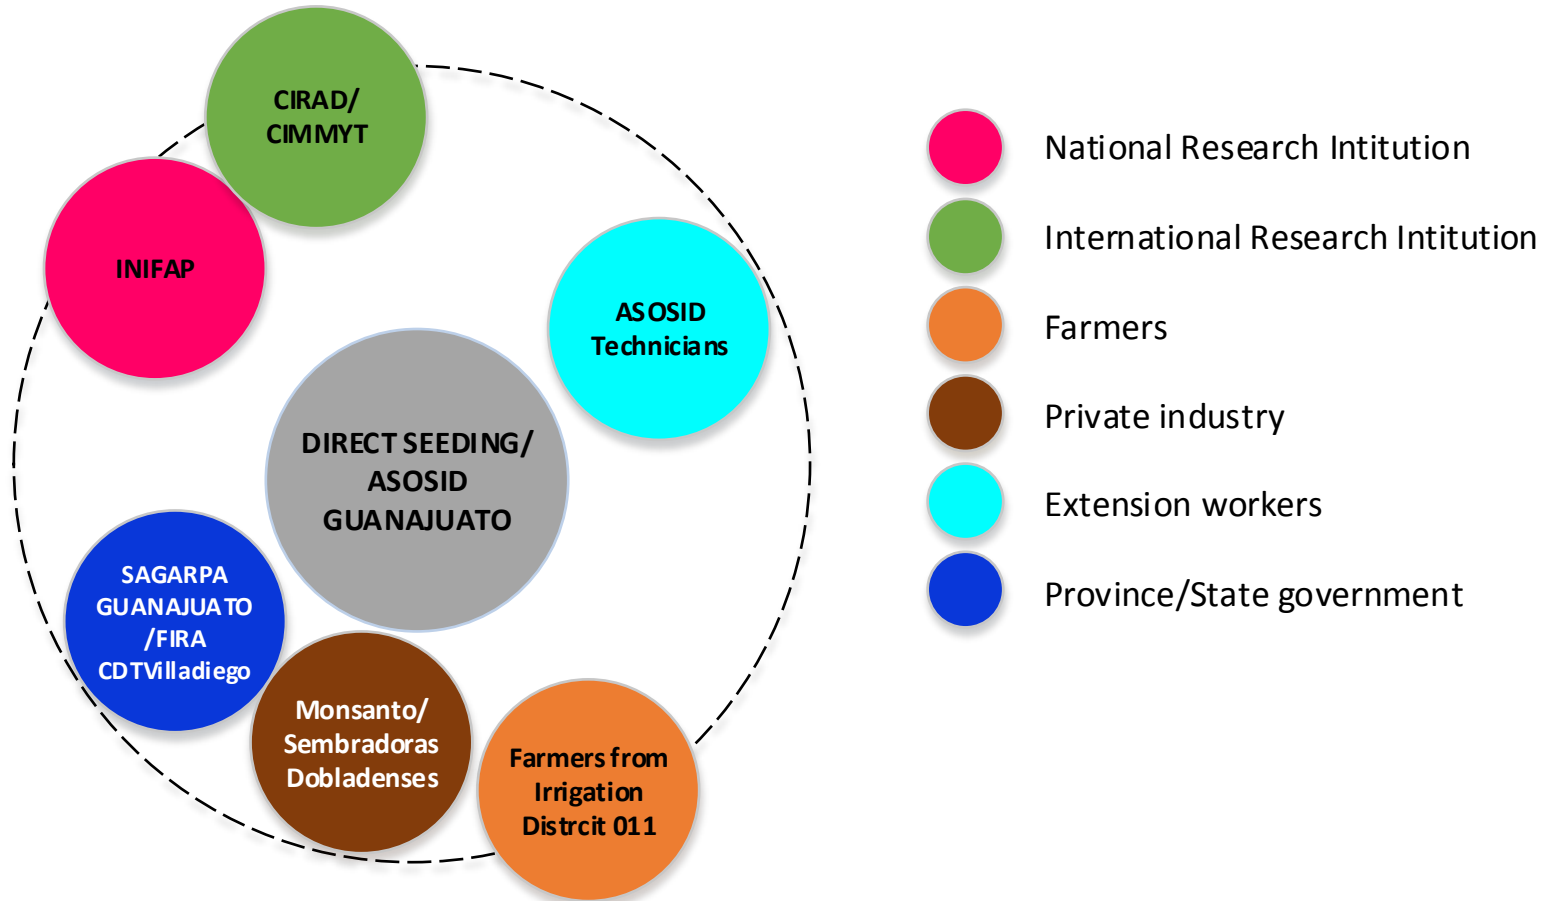 CIRAD/
CIMMYT
INIFAP
ASOSID
Technicians
DIRECT SEEDING/
ASOSID
GUANAJUATO
SAGARPA
GUANAJUATO
/FIRA
CDTVilladiego
Monsanto/
Sembradoras
Dobladenses
Farmers from
Irrigation
Distrcit 011
National Research Intitution
International Research Intitution
Farmers
Private industry
Extension workers
Province/State government